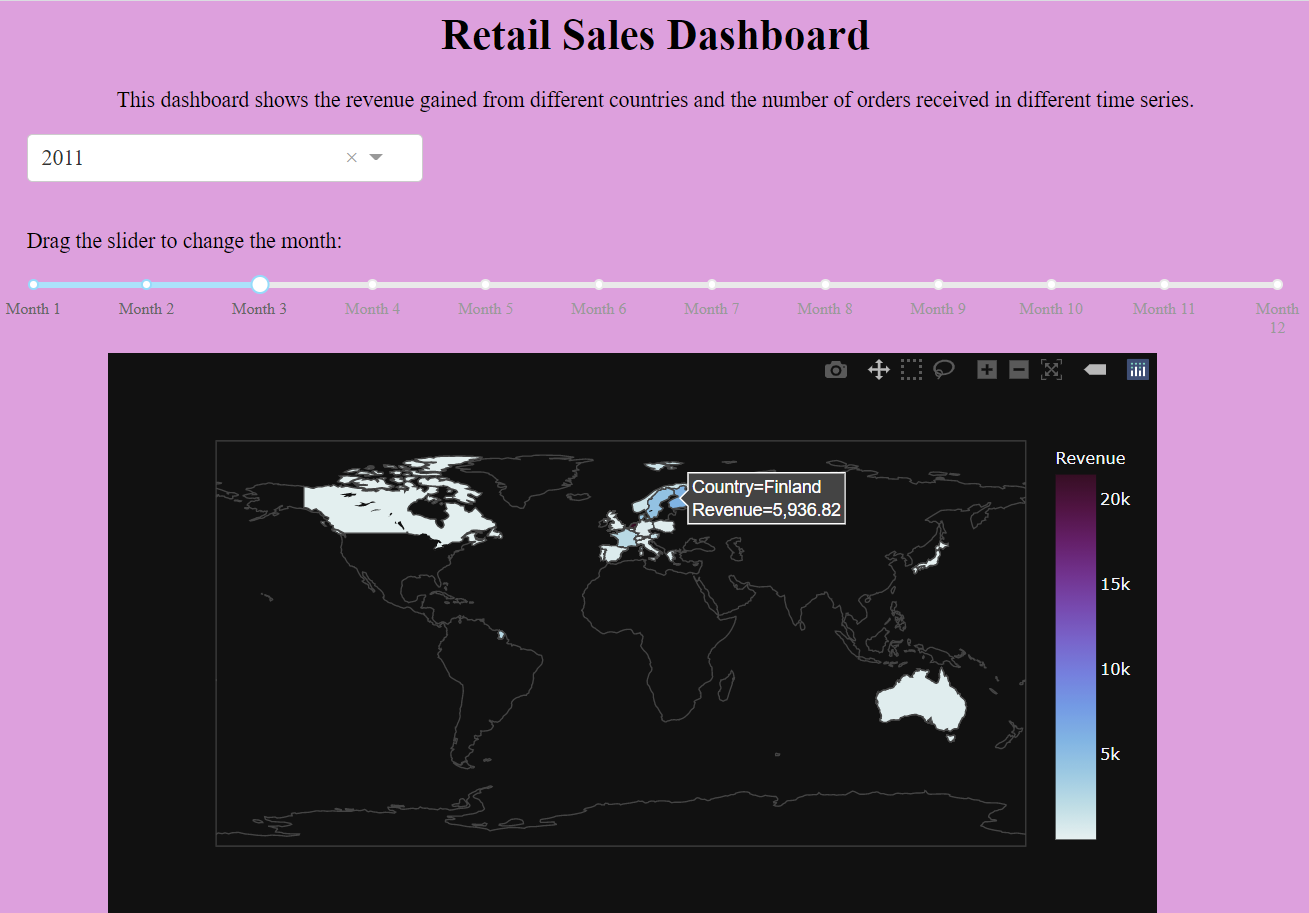 Retail Sales Dashboard
This dashboard shows the revenue gained from different countries and the number of orders received in different time series.
2011
Drag the slider to change the month:
Month 1
Month 2
Month 3
Month 4
Month 5
Month 6
Month 7
Month 8
Month 9
Month 10
Month 11
Month
12
Revenue
Country=Finland
Revenue=5,936.82
20k
15k
10k
5k